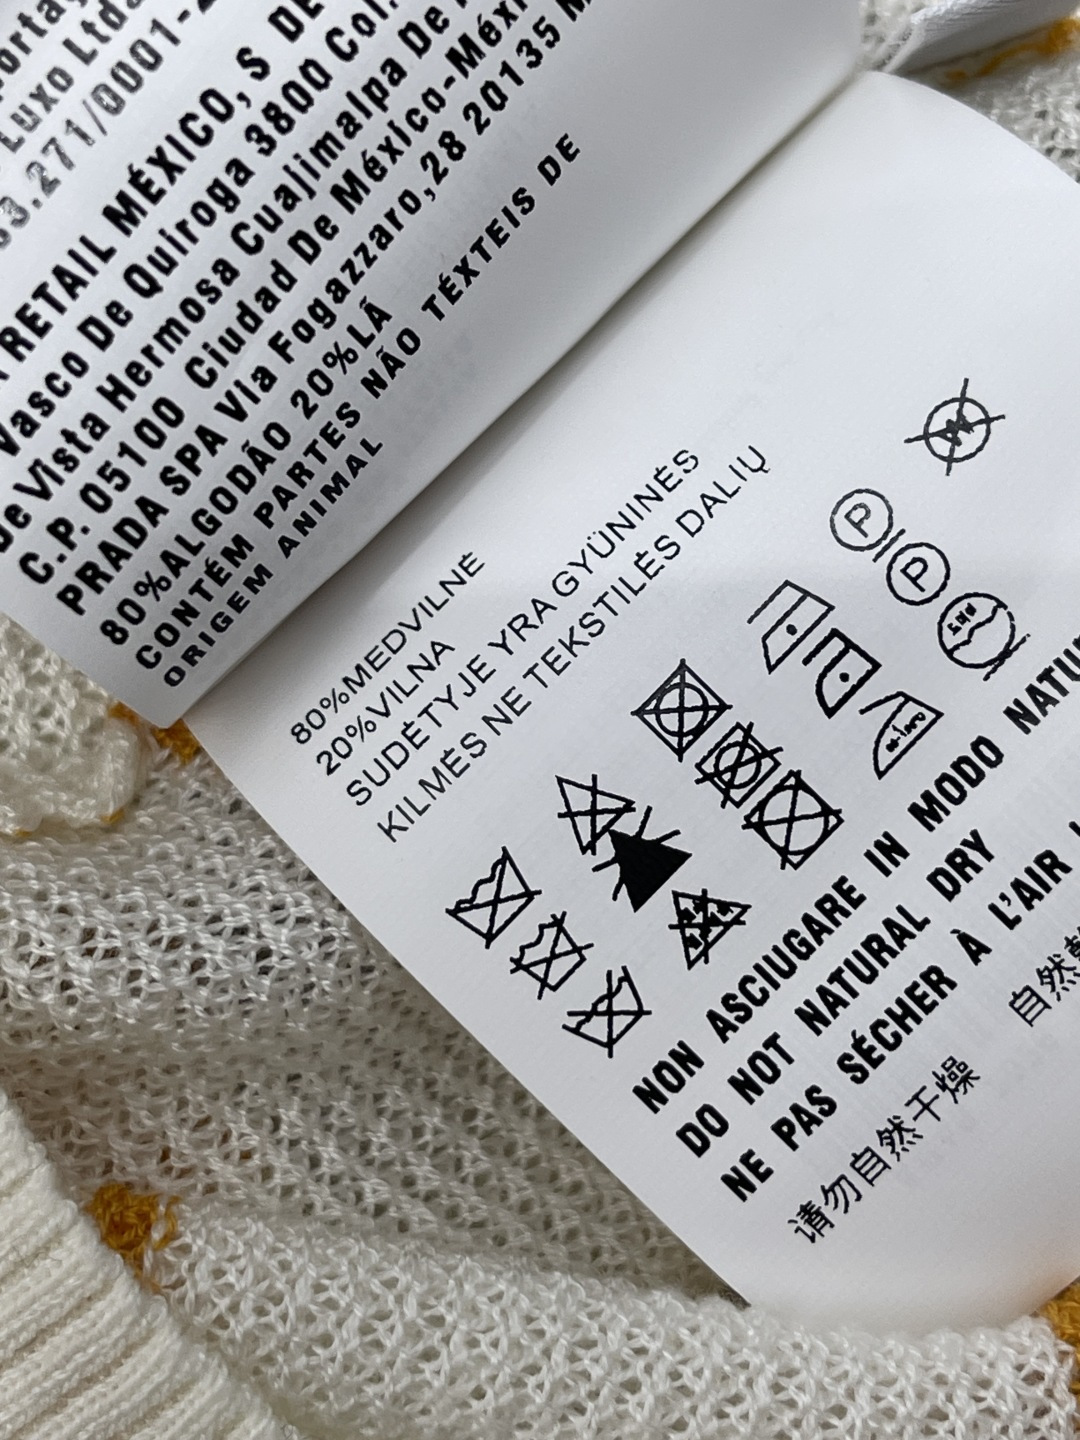 Luxo Ltda
271/0001-
RETAIL MÉXICO, S DE
Vasco De Quiroga 3800 Col.
Vista Hermosa Cuajimalpa De
C.P. 05100 Ciudad De México-Méxi
PRADA SPA Via Fogazzaro,28 20135 M
80%ALGODÃO 20%LÃ
CONTÉM PARTES NÃO TÉXTEIS DE
ORIGEM ANIMAL
80%MEDVILNĖ
20%VILNA
SUDĖTYJE YRA GYŪNINĖS
KILMĖS NE TEKSTILĖS DALIŲ
W
P P
NON ASCIUGARE IN MODO NATU
DO NOT NATURAL DRY
NE PAS SÉCHER À L'AIR
请勿自然干燥
自然